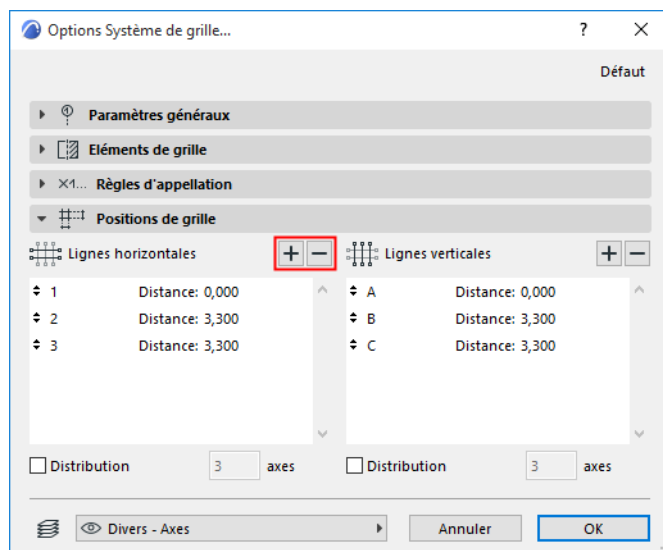 Options Système de grille...
?
Défaut
Paramètres généraux
Eléments de grille
X1... Règles d'appellation
Positions de grille
Lignes horizontales + − Lignes verticales + −
1 Distance: 0,000 A Distance: 0,000
2 Distance: 3,300 B Distance: 3,300
3 Distance: 3,300 C Distance: 3,300
Distribution 3 axes Distribution 3 axes
Divers - Axes Annuler OK